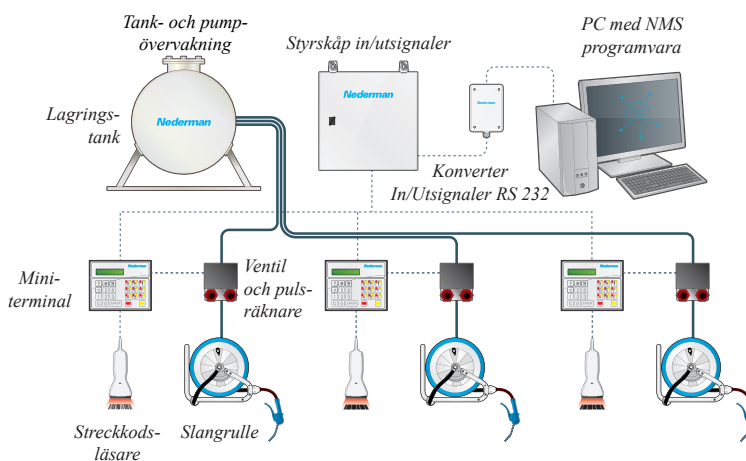 Tank- och pump-
övervakning
Styrskåp in/utsignaler
PC med NMS
programvara
Nederman
Nederman
Nederman
Lagrings-
tank
Konverter
In/Utsignaler RS 232
Nederman
Nederman
Nederman
Mini-
terminal
Ventil
och puls-
räknare
Streckkods-
läsare
Slangrulle